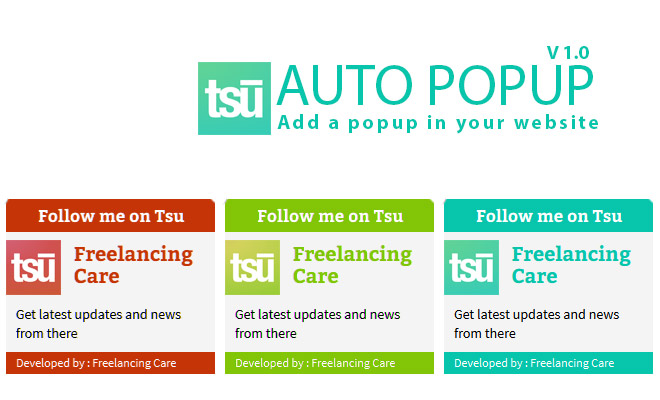 V 1.0
tsū AUTO POPUP
Add a popup in your website
Follow me on Tsu
tsū Freelancing
Care
Get latest updates and news
from there
Developed by : Freelancing Care
Follow me on Tsu
tsū Freelancing
Care
Get latest updates and news
from there
Developed by : Freelancing Care
Follow me on Tsu
tsū Freelancing
Care
Get latest updates and news
from there
Developed by : Freelancing Care